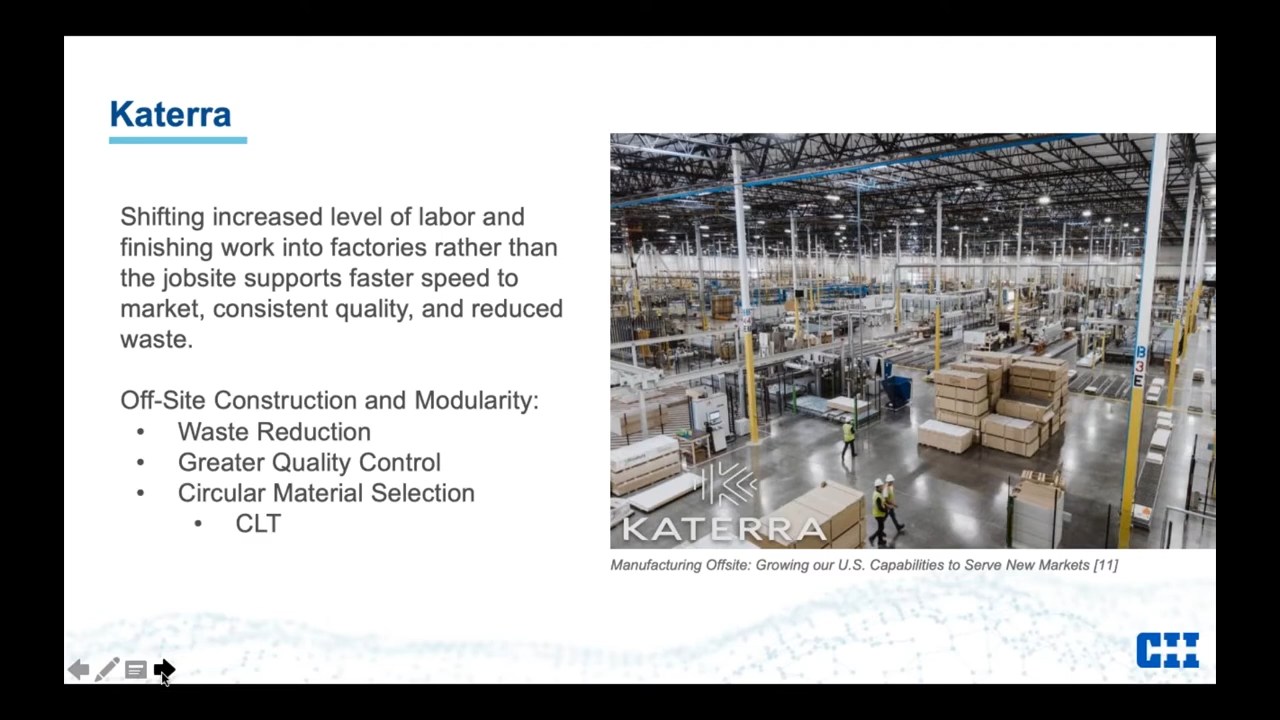 Katerra
Shifting increased level of labor and
finishing work into factories rather than
the jobsite supports faster speed to
market, consistent quality, and reduced
waste.
Off-Site Construction and Modularity:
• Waste Reduction
• Greater Quality Control
• Circular Material Selection
• CLT
B
3
E
KATERRA
Manufacturing Offsite: Growing our U.S. Capabilities to Serve New Markets [11]
CII